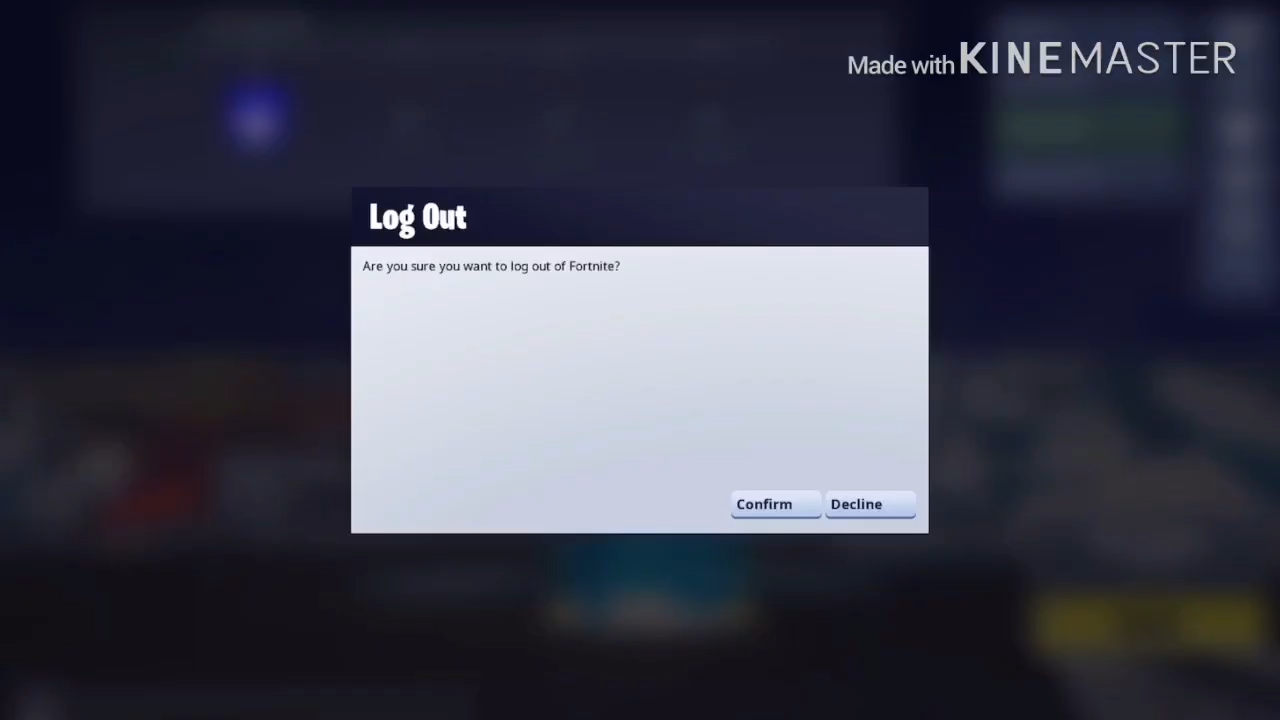 Made with KINEMASTER
Log Out
Are you sure you want to log out of Fortnite?
Confirm
Decline